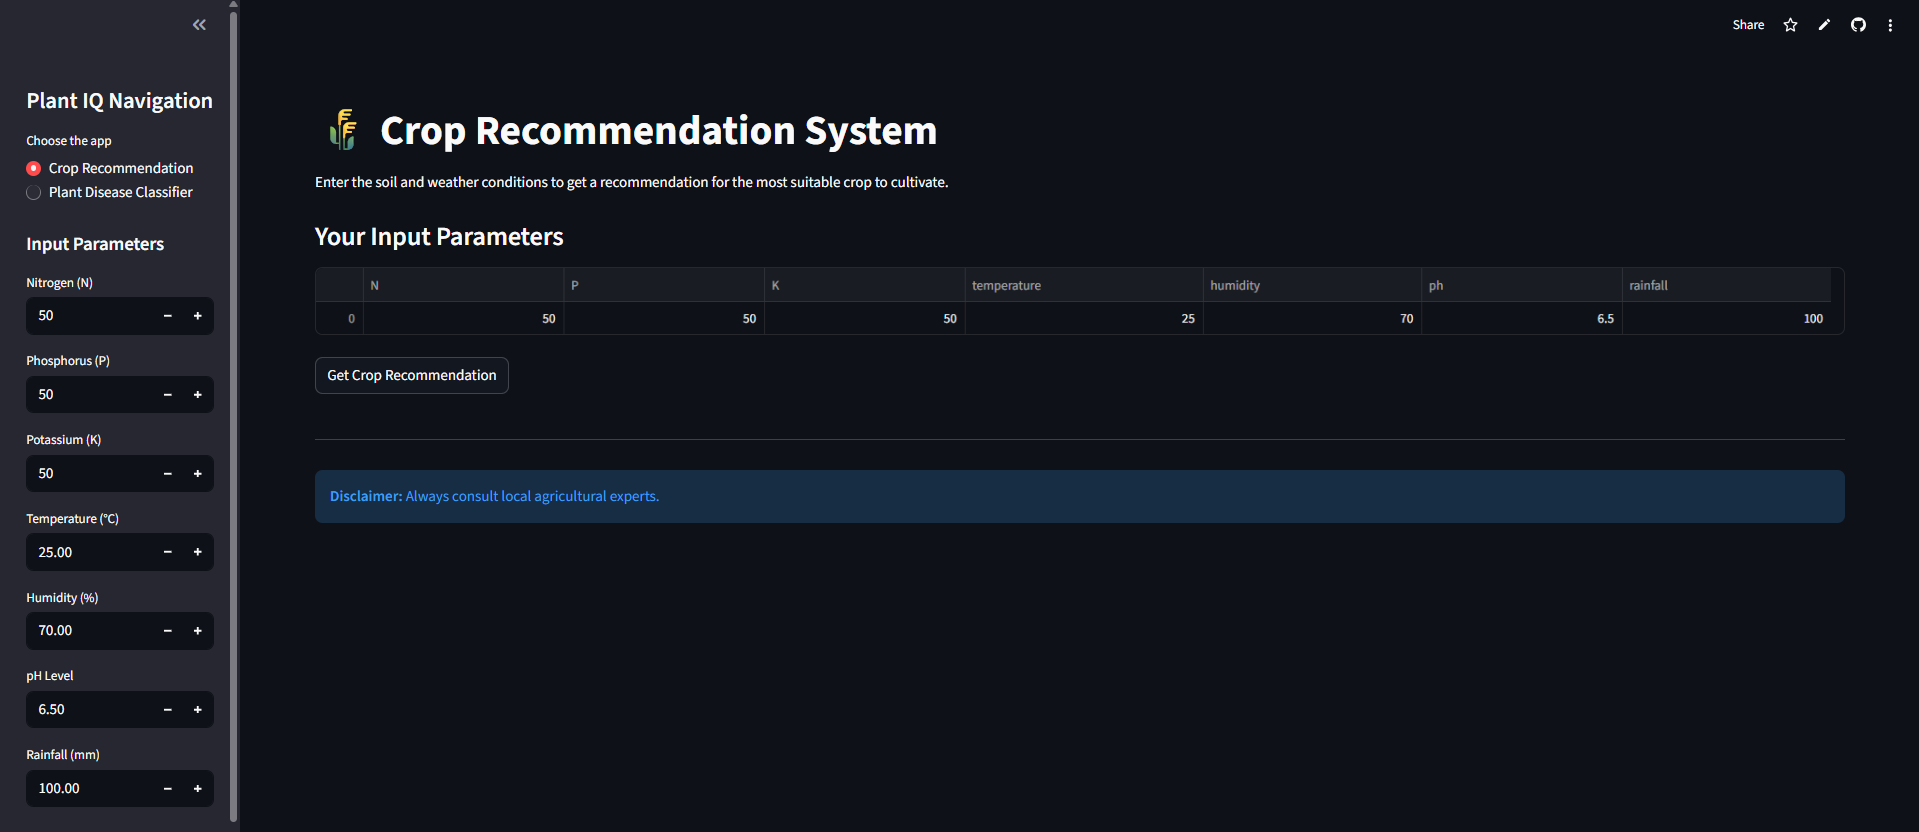 Share
Plant IQ Navigation
Choose the app
Crop Recommendation
Plant Disease Classifier
Input Parameters
Nitrogen (N)
50
Phosphorus (P)
50
Potassium (K)
50
Temperature (°C)
25.00
Humidity (%)
70.00
pH Level
6.50
Rainfall (mm)
100.00
Crop Recommendation System
Enter the soil and weather conditions to get a recommendation for the most suitable crop to cultivate.
Your Input Parameters
N P K temperature humidity ph rainfall
0 50 50 50 25 70 6.5 100
Get Crop Recommendation
Disclaimer: Always consult local agricultural experts.